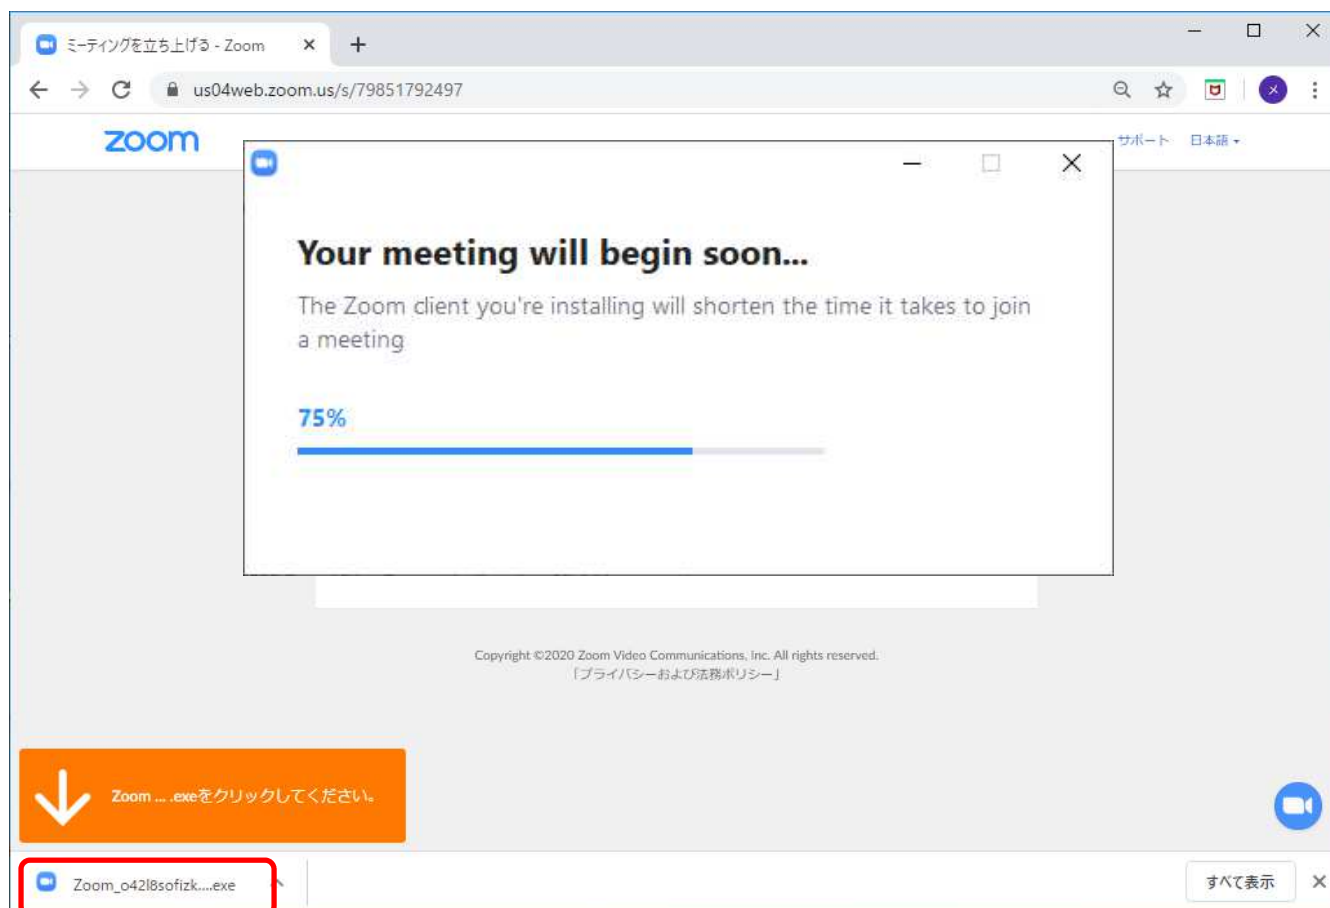 ミーティングを立ち上げる - Zoom
us04web.zoom.us/s/79851792497
zoom
サポート 日本語
Your meeting will begin soon...
The Zoom client you're installing will shorten the time it takes to join
a meeting
75%
Copyright ©2020 Zoom Video Communications, Inc. All rights reserved.
「プライバシーおよび法務ポリシー」
Zoom ... .exeをクリックしてください。
Zoom_o42l8sofizk....exe
すべて表示